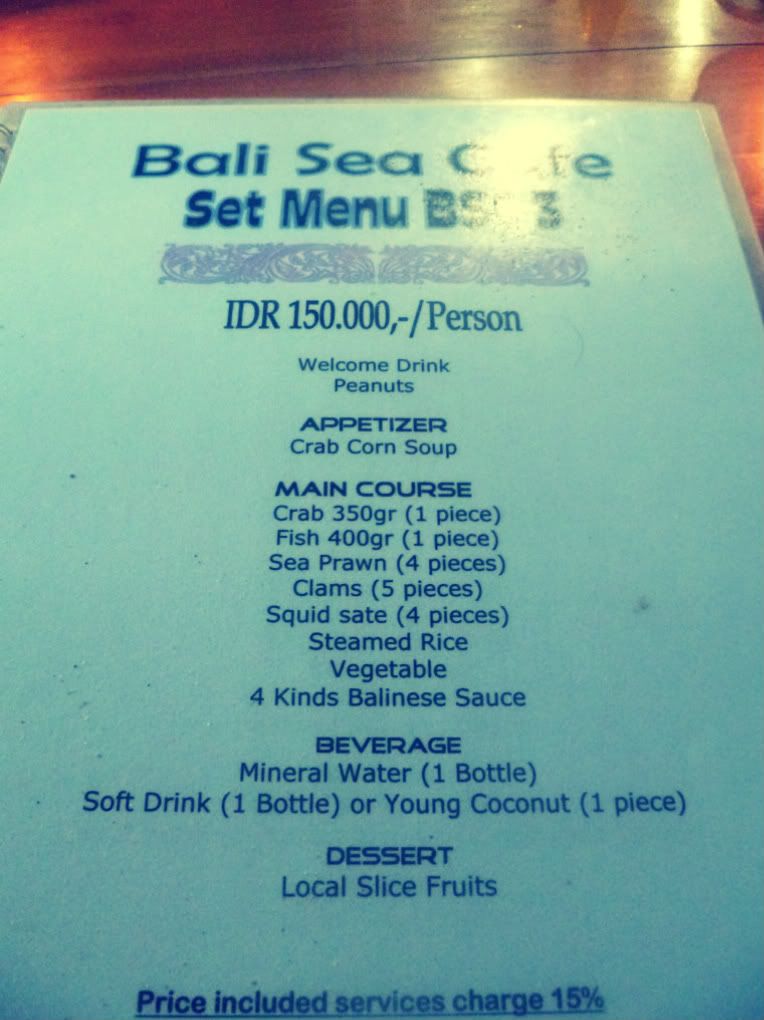 Bali Sea Cafe
Set Menu
IDR 150.000,-/Person
Welcome Drink
Peanuts
APPETIZER
Crab Corn Soup
MAIN COURSE
Crab 350gr (1 piece)
Fish 400gr (1 piece)
Sea Prawn (4 pieces)
Clams (5 pieces)
Squid sate (4 pieces)
Steamed Rice
Vegetable
4 Kinds Balinese Sauce
BEVERAGE
Mineral Water (1 Bottle)
Soft Drink (1 Bottle) or Young Coconut (1 piece)
DESSERT
Local Slice Fruits
Price included services charge 15%